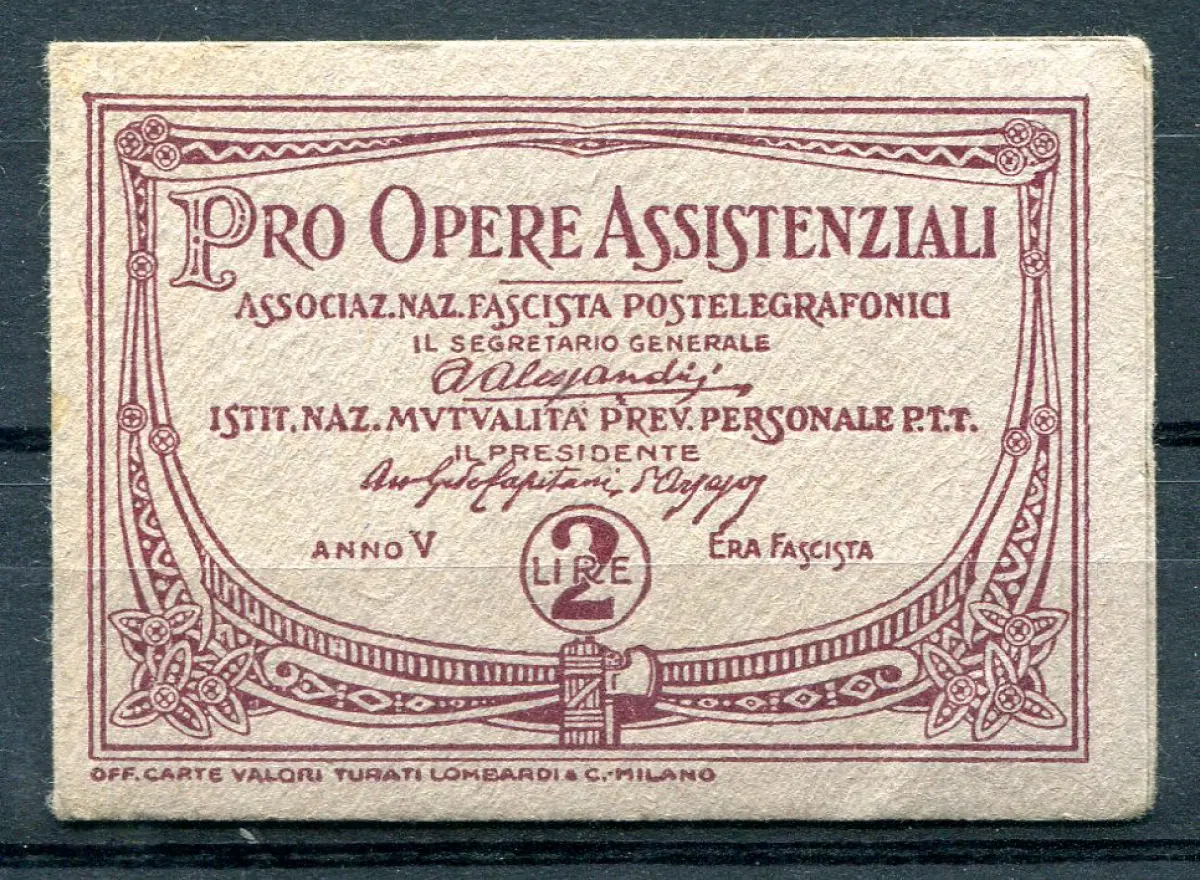 PRO OPERE ASSISTENZIALI
ASSOCIAZ. NAZ. FASCISTA POSTELEGRAFONICI
IL SEGRETARIO GENERALE
ISTIT. NAZ. MVTVALITA' PREV. PERSONALE P.T.T.
IL PRESIDENTE
ANNO V 2 LIRE ERA FASCISTA
OFF. CARTE VALORI TURATI LOMBARDI & C.-MILANO